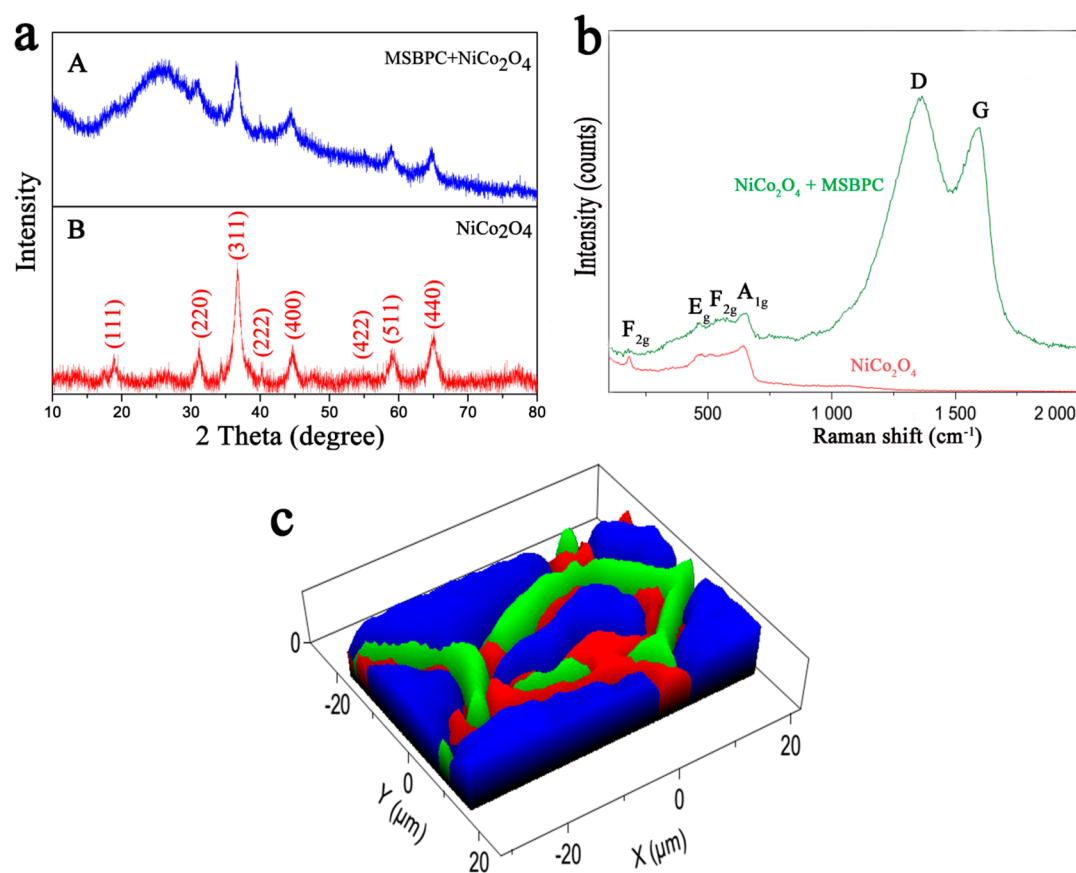 a
A
MSBPC+NiCo2O4
B
NiCo2O4
(111)
(220)
(311)
(222)
(400)
(422)
(511)
(440)
Intensity
10 20 30 40 50 60 70 80
2 Theta (degree)
b
D
G
NiCo2O4 + MSBPC
F2g
Eg
F2g
A1g
NiCo2O4
Intensity (counts)
500 1 000 1 500 2 000
Raman shift (cm-1)
c
0
-20
0
20
Y (µm)
-20
0
20
X (µm)